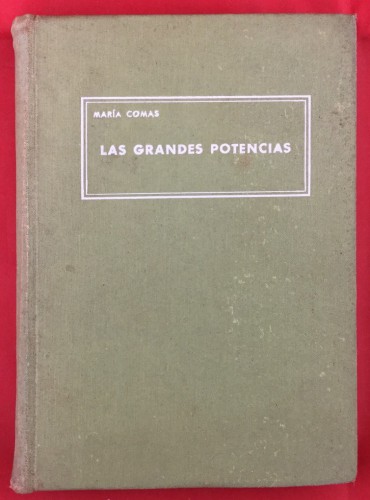 MARÍA COMAS
LAS GRANDES POTENCIAS